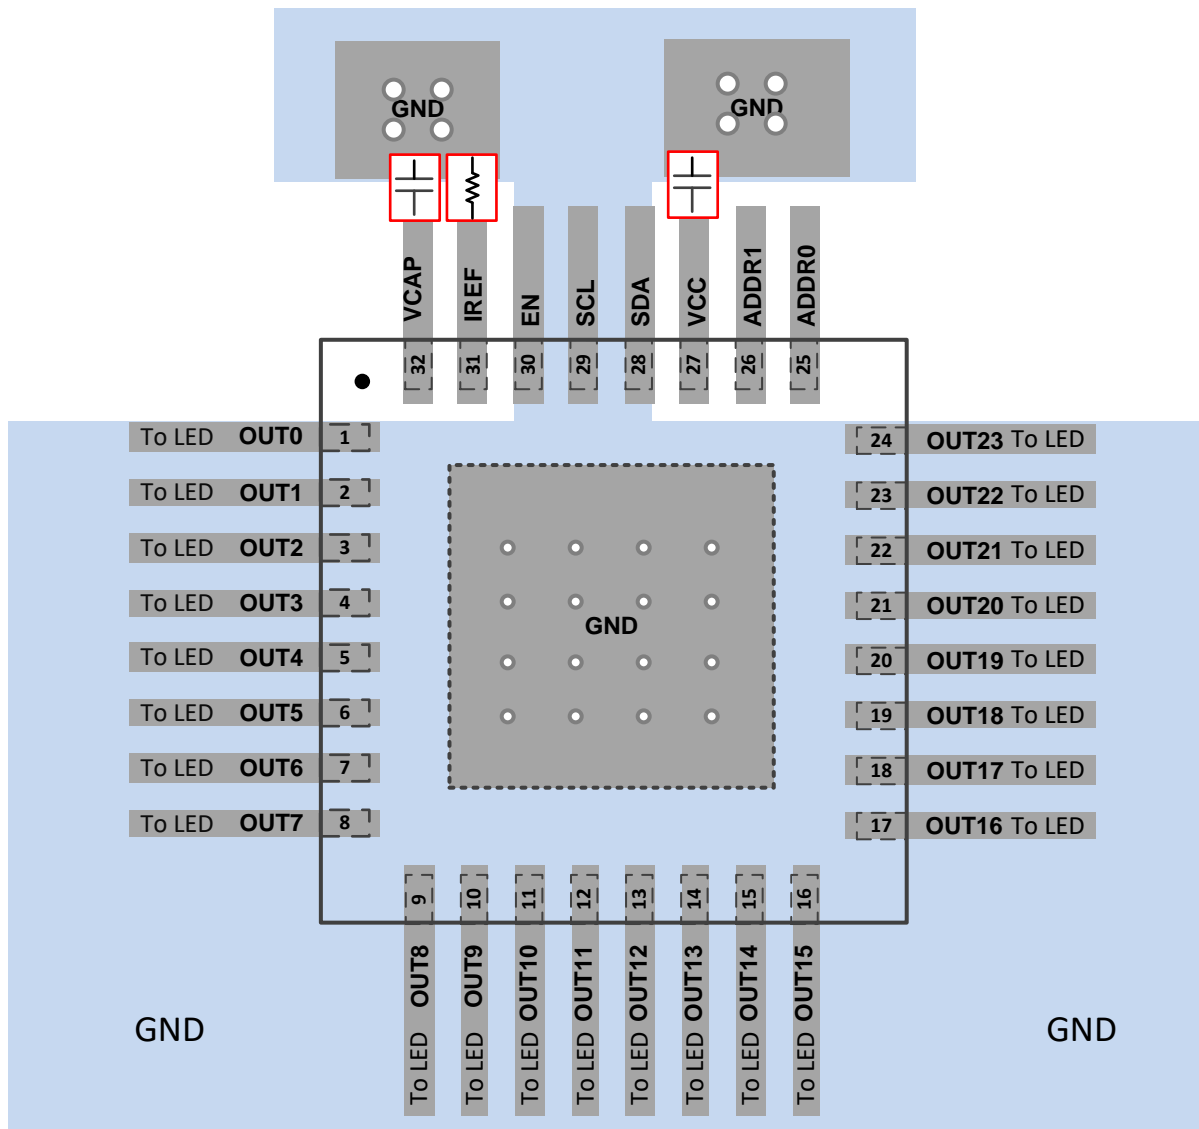 GND
GND
VCAP
IREF
EN
SCL
SDA
VCC
ADDR1
ADDR0
32
31
30
29
28
27
26
25
To LED OUT0 1
To LED OUT1 2
To LED OUT2 3
To LED OUT3 4
To LED OUT4 5
To LED OUT5 6
To LED OUT6 7
To LED OUT7 8
24 OUT23 To LED
23 OUT22 To LED
22 OUT21 To LED
21 OUT20 To LED
20 OUT19 To LED
19 OUT18 To LED
18 OUT17 To LED
17 OUT16 To LED
GND
To LED OUT8 9
To LED OUT9 10
To LED OUT10 11
To LED OUT11 12
To LED OUT12 13
To LED OUT13 14
To LED OUT14 15
To LED OUT15 16
GND
GND